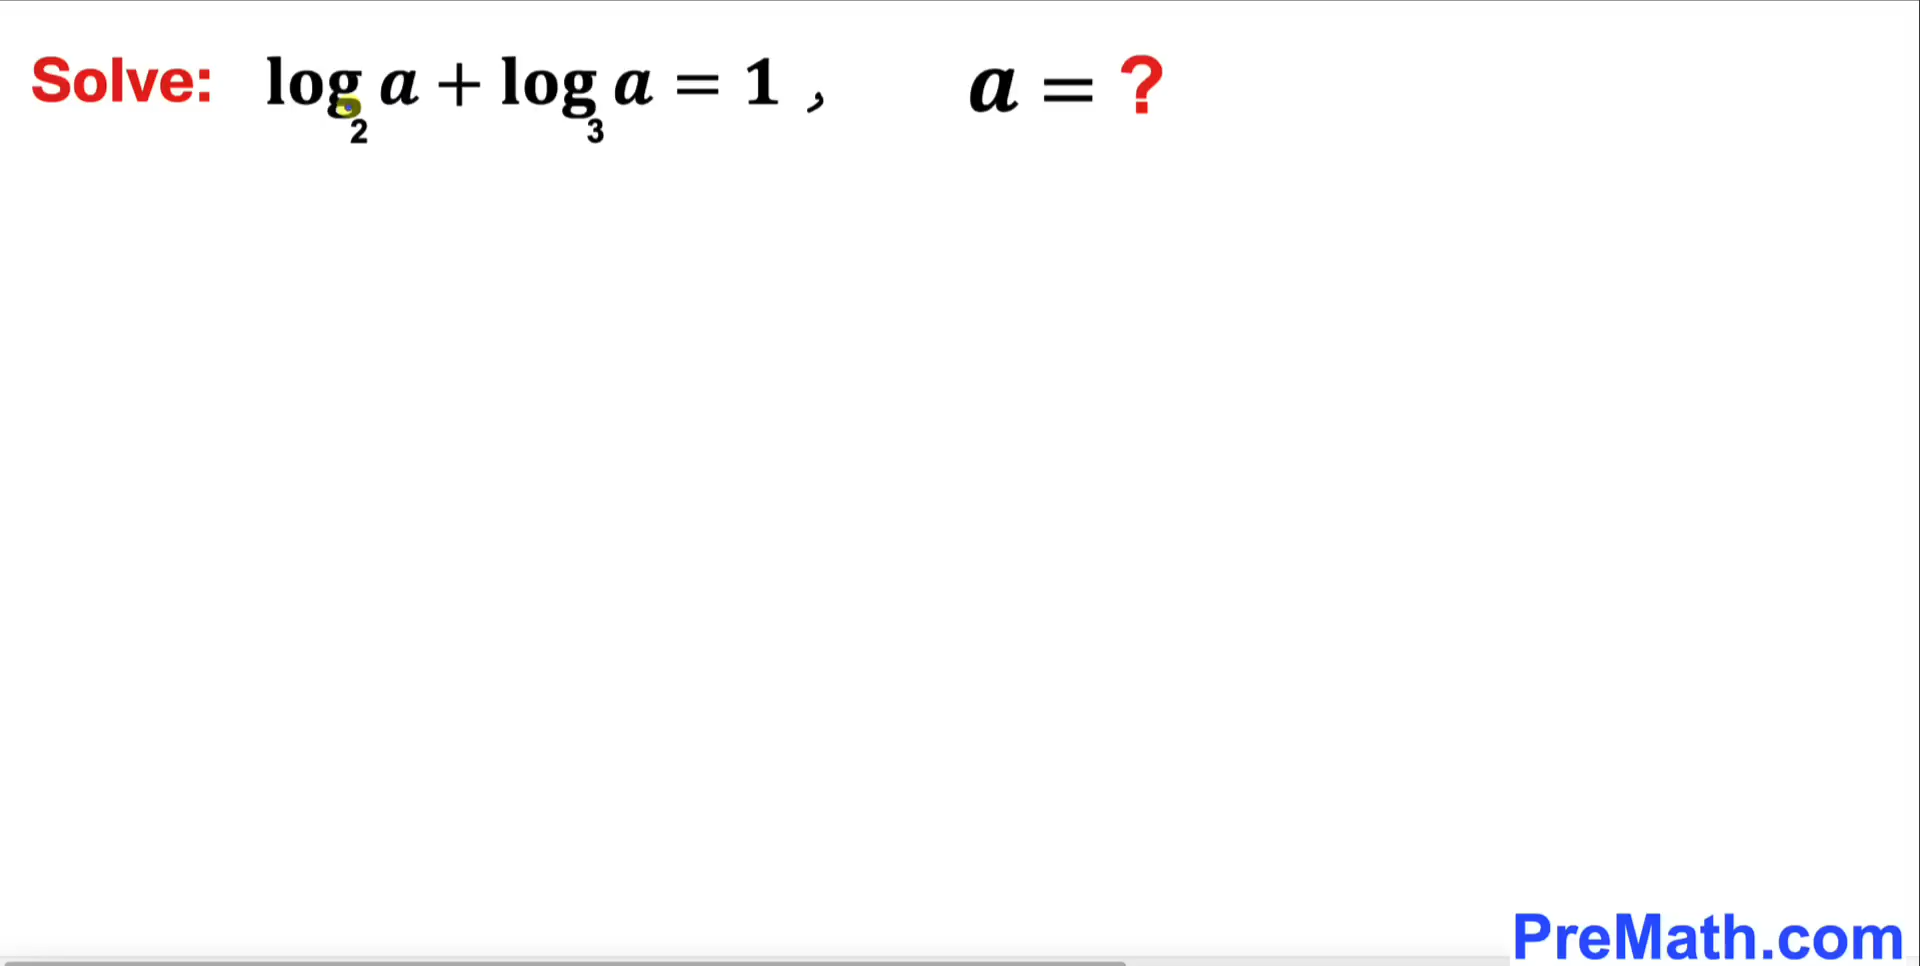 Solve: log₂ a + log₃ a = 1 , a = ?
PreMath.com